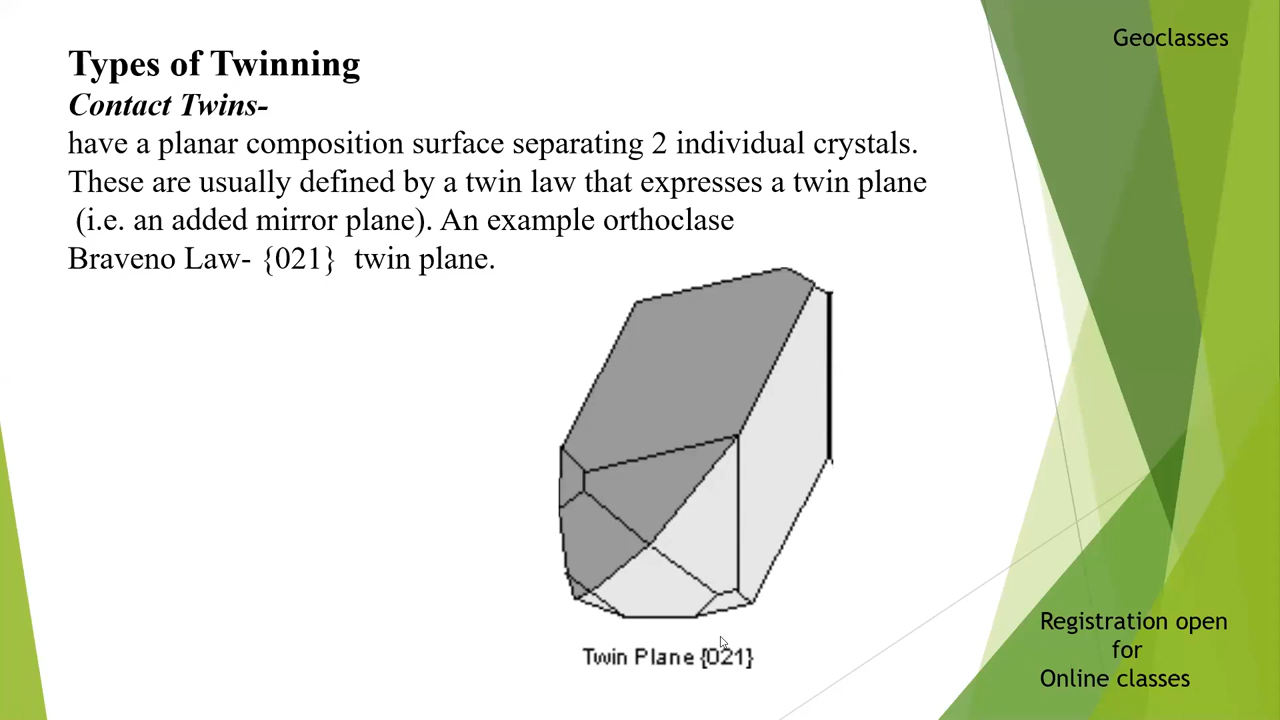 Geoclasses
Types of Twinning
Contact Twins-
have a planar composition surface separating 2 individual crystals.
These are usually defined by a twin law that expresses a twin plane
(i.e. an added mirror plane). An example orthoclase
Braveno Law- {021} twin plane.
Twin Plane {021}
Registration open
for
Online classes